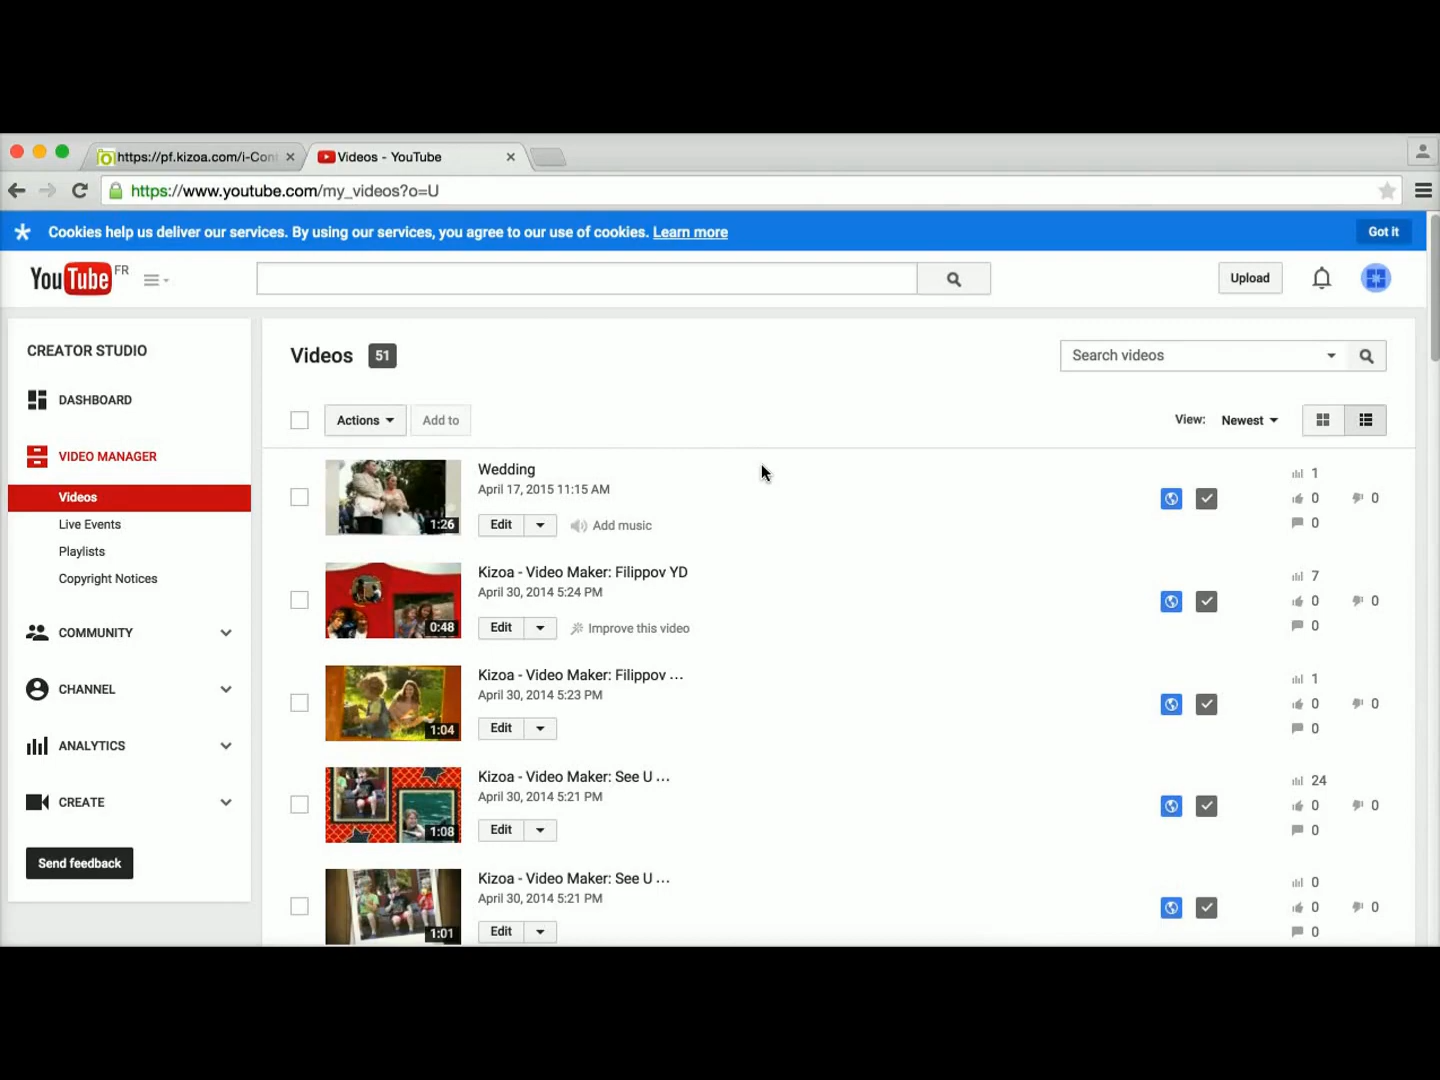 https://pf.kizoa.com/i-Con
Videos - YouTube
https://www.youtube.com/my_videos?o=U
Cookies help us deliver our services. By using our services, you agree to our use of cookies. Learn more
Got it
YouTube FR
Upload
CREATOR STUDIO
DASHBOARD
VIDEO MANAGER
Videos
Live Events
Playlists
Copyright Notices
COMMUNITY
CHANNEL
ANALYTICS
CREATE
Send feedback
Videos 51
Search videos
Actions
Add to
View: Newest
1:26
Wedding
April 17, 2015 11:15 AM
Edit
Add music
1
0 0
0
0:48
Kizoa - Video Maker: Filippov YD
April 30, 2014 5:24 PM
Edit
Improve this video
7
0 0
0
1:04
Kizoa - Video Maker: Filippov ...
April 30, 2014 5:23 PM
Edit
1
0 0
0
1:08
Kizoa - Video Maker: See U ...
April 30, 2014 5:21 PM
Edit
24
0 0
0
1:01
Kizoa - Video Maker: See U ...
April 30, 2014 5:21 PM
Edit
0
0 0
0